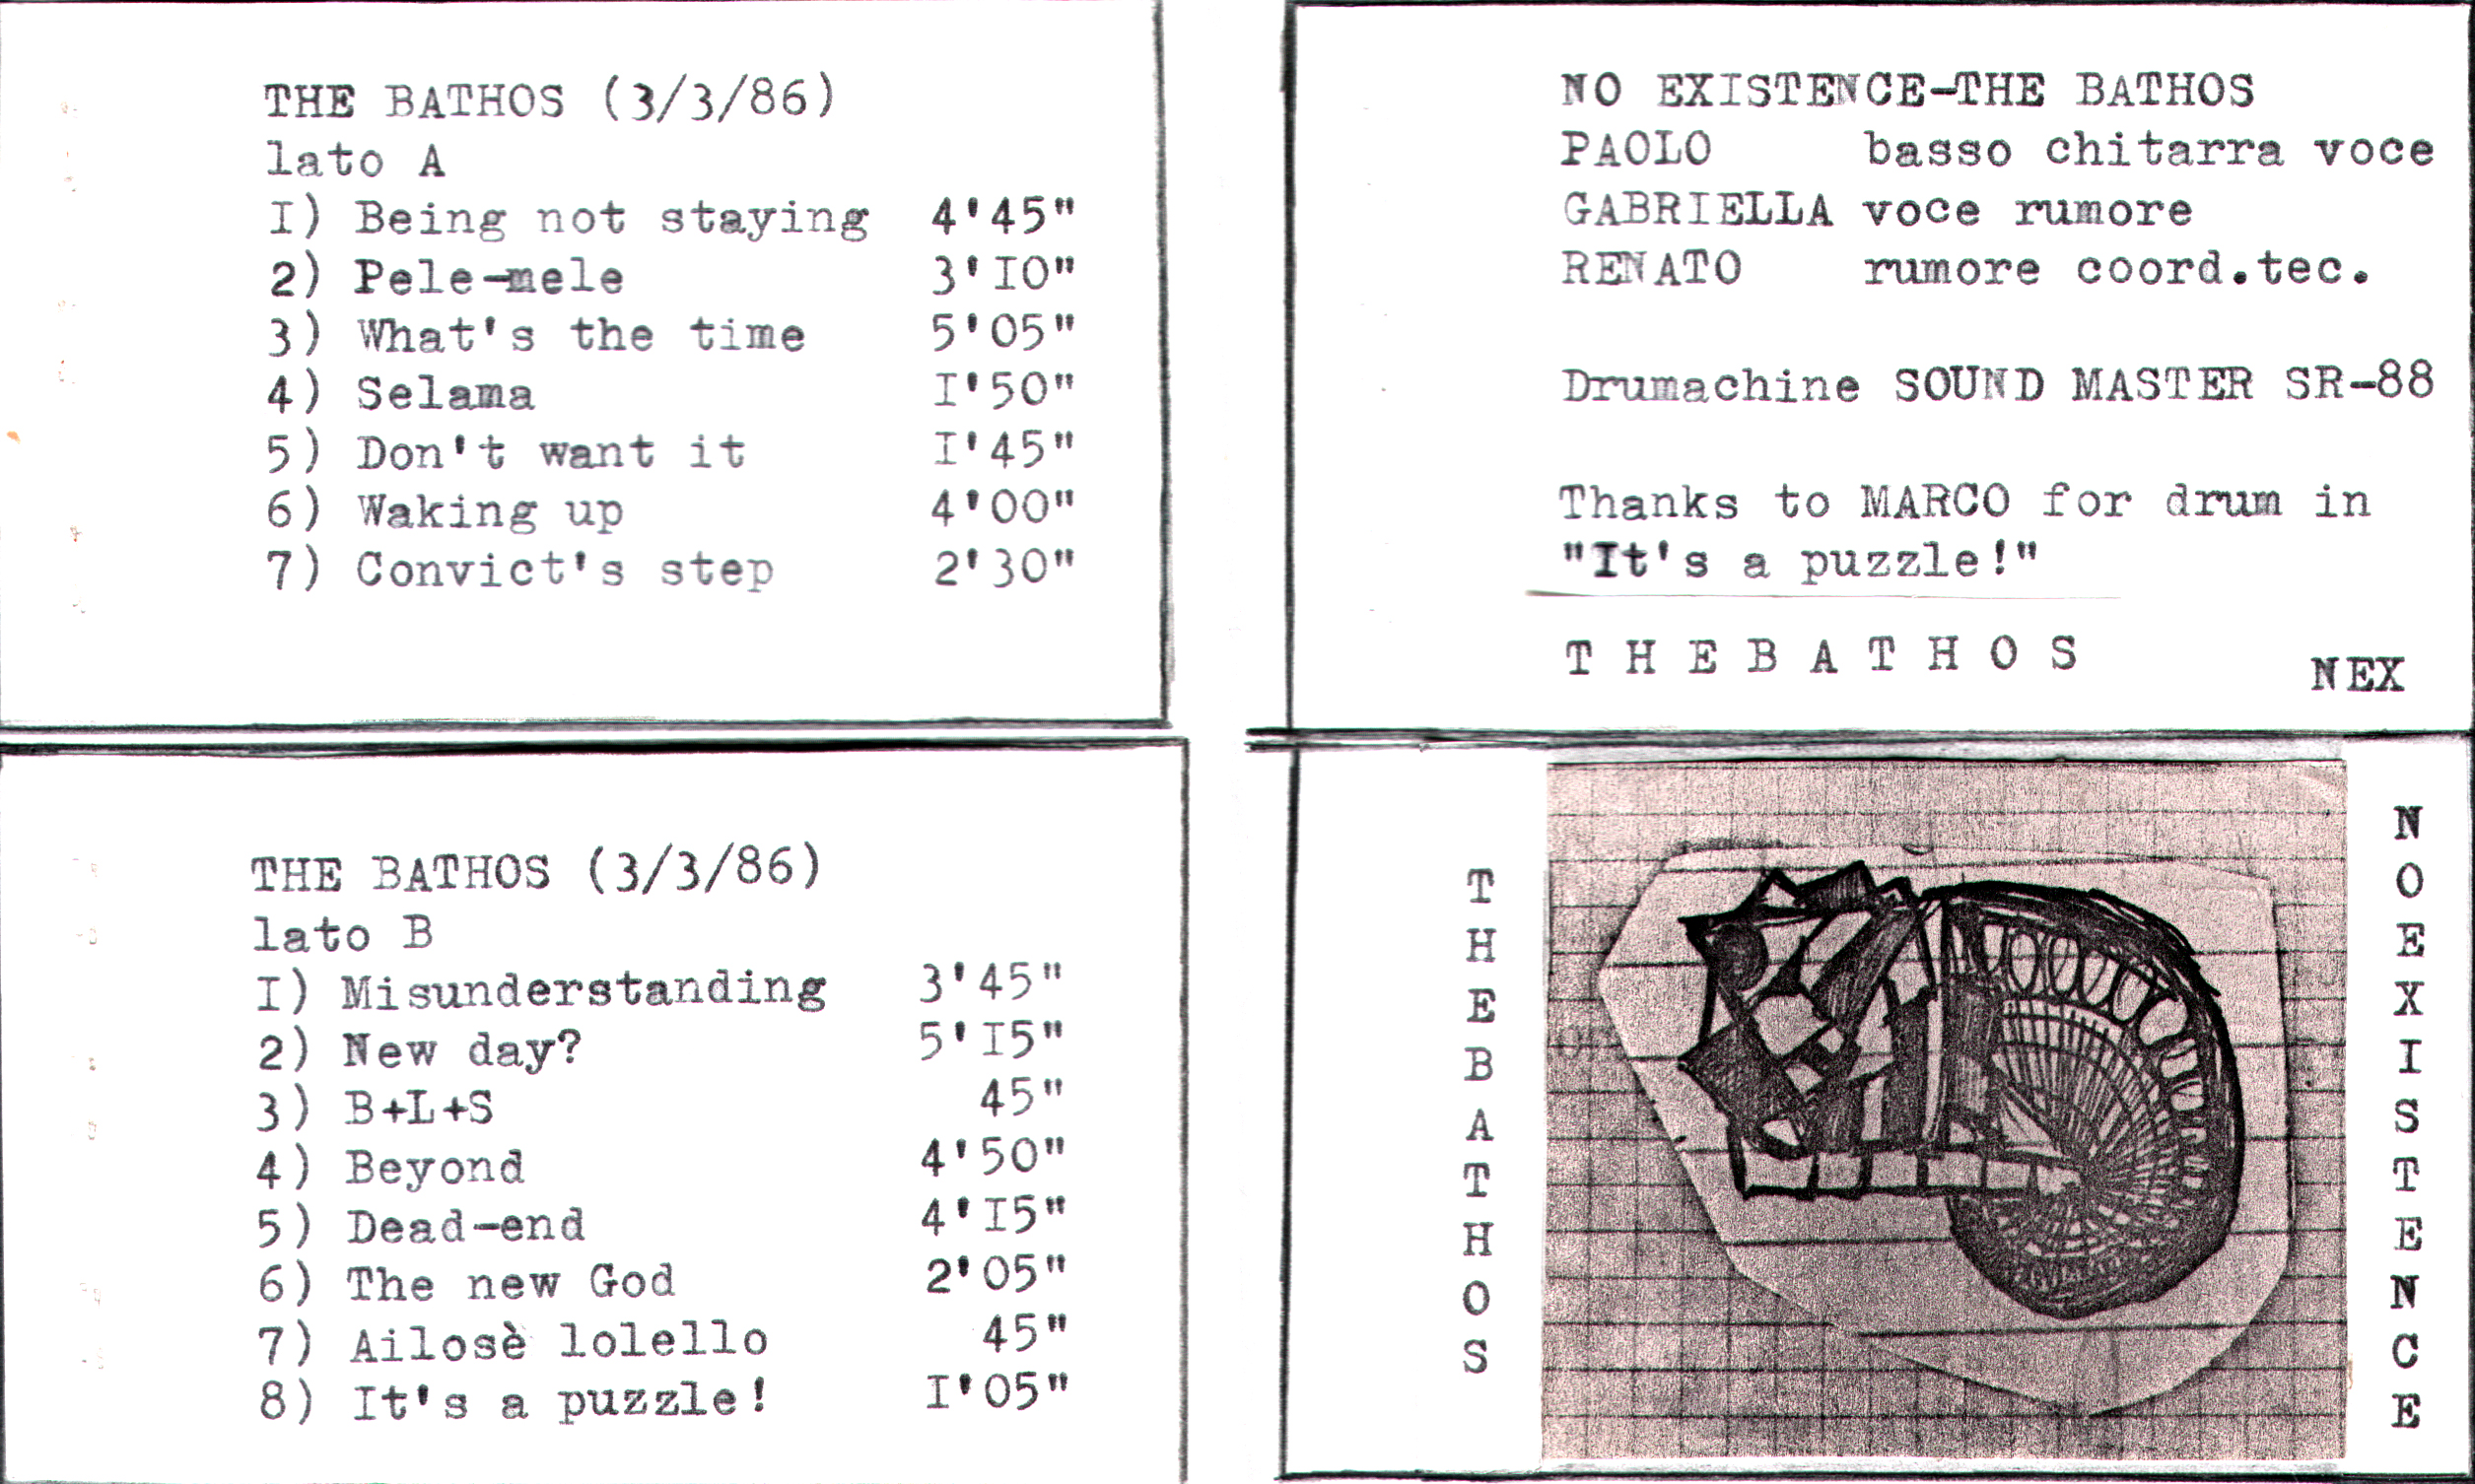 THE BATHOS (3/3/86)
lato A
I) Being not staying 4'45"
2) Pele-mele 3'I0"
3) What's the time 5'05"
4) Selama I'50"
5) Don't want it I'45"
6) Waking up 4'00"
7) Convict's step 2'30"
NO EXISTENCE-THE BATHOS
PAOLO basso chitarra voce
GABRIELLA voce rumore
RENATO rumore coord.tec.
Drumachine SOUND MASTER SR-88
Thanks to MARCO for drum in
"It's a puzzle!"
T H E B A T H O S
NEX
THE BATHOS (3/3/86)
lato B
I) Misunderstanding 3'45"
2) New day? 5'I5"
3) B+L+S 45"
4) Beyond 4'50"
5) Dead-end 4'I5"
6) The new God 2'05"
7) Ailosè lolello 45"
8) It's a puzzle! I'05"
T H E B A T H O S
N O E X I S T E N C E